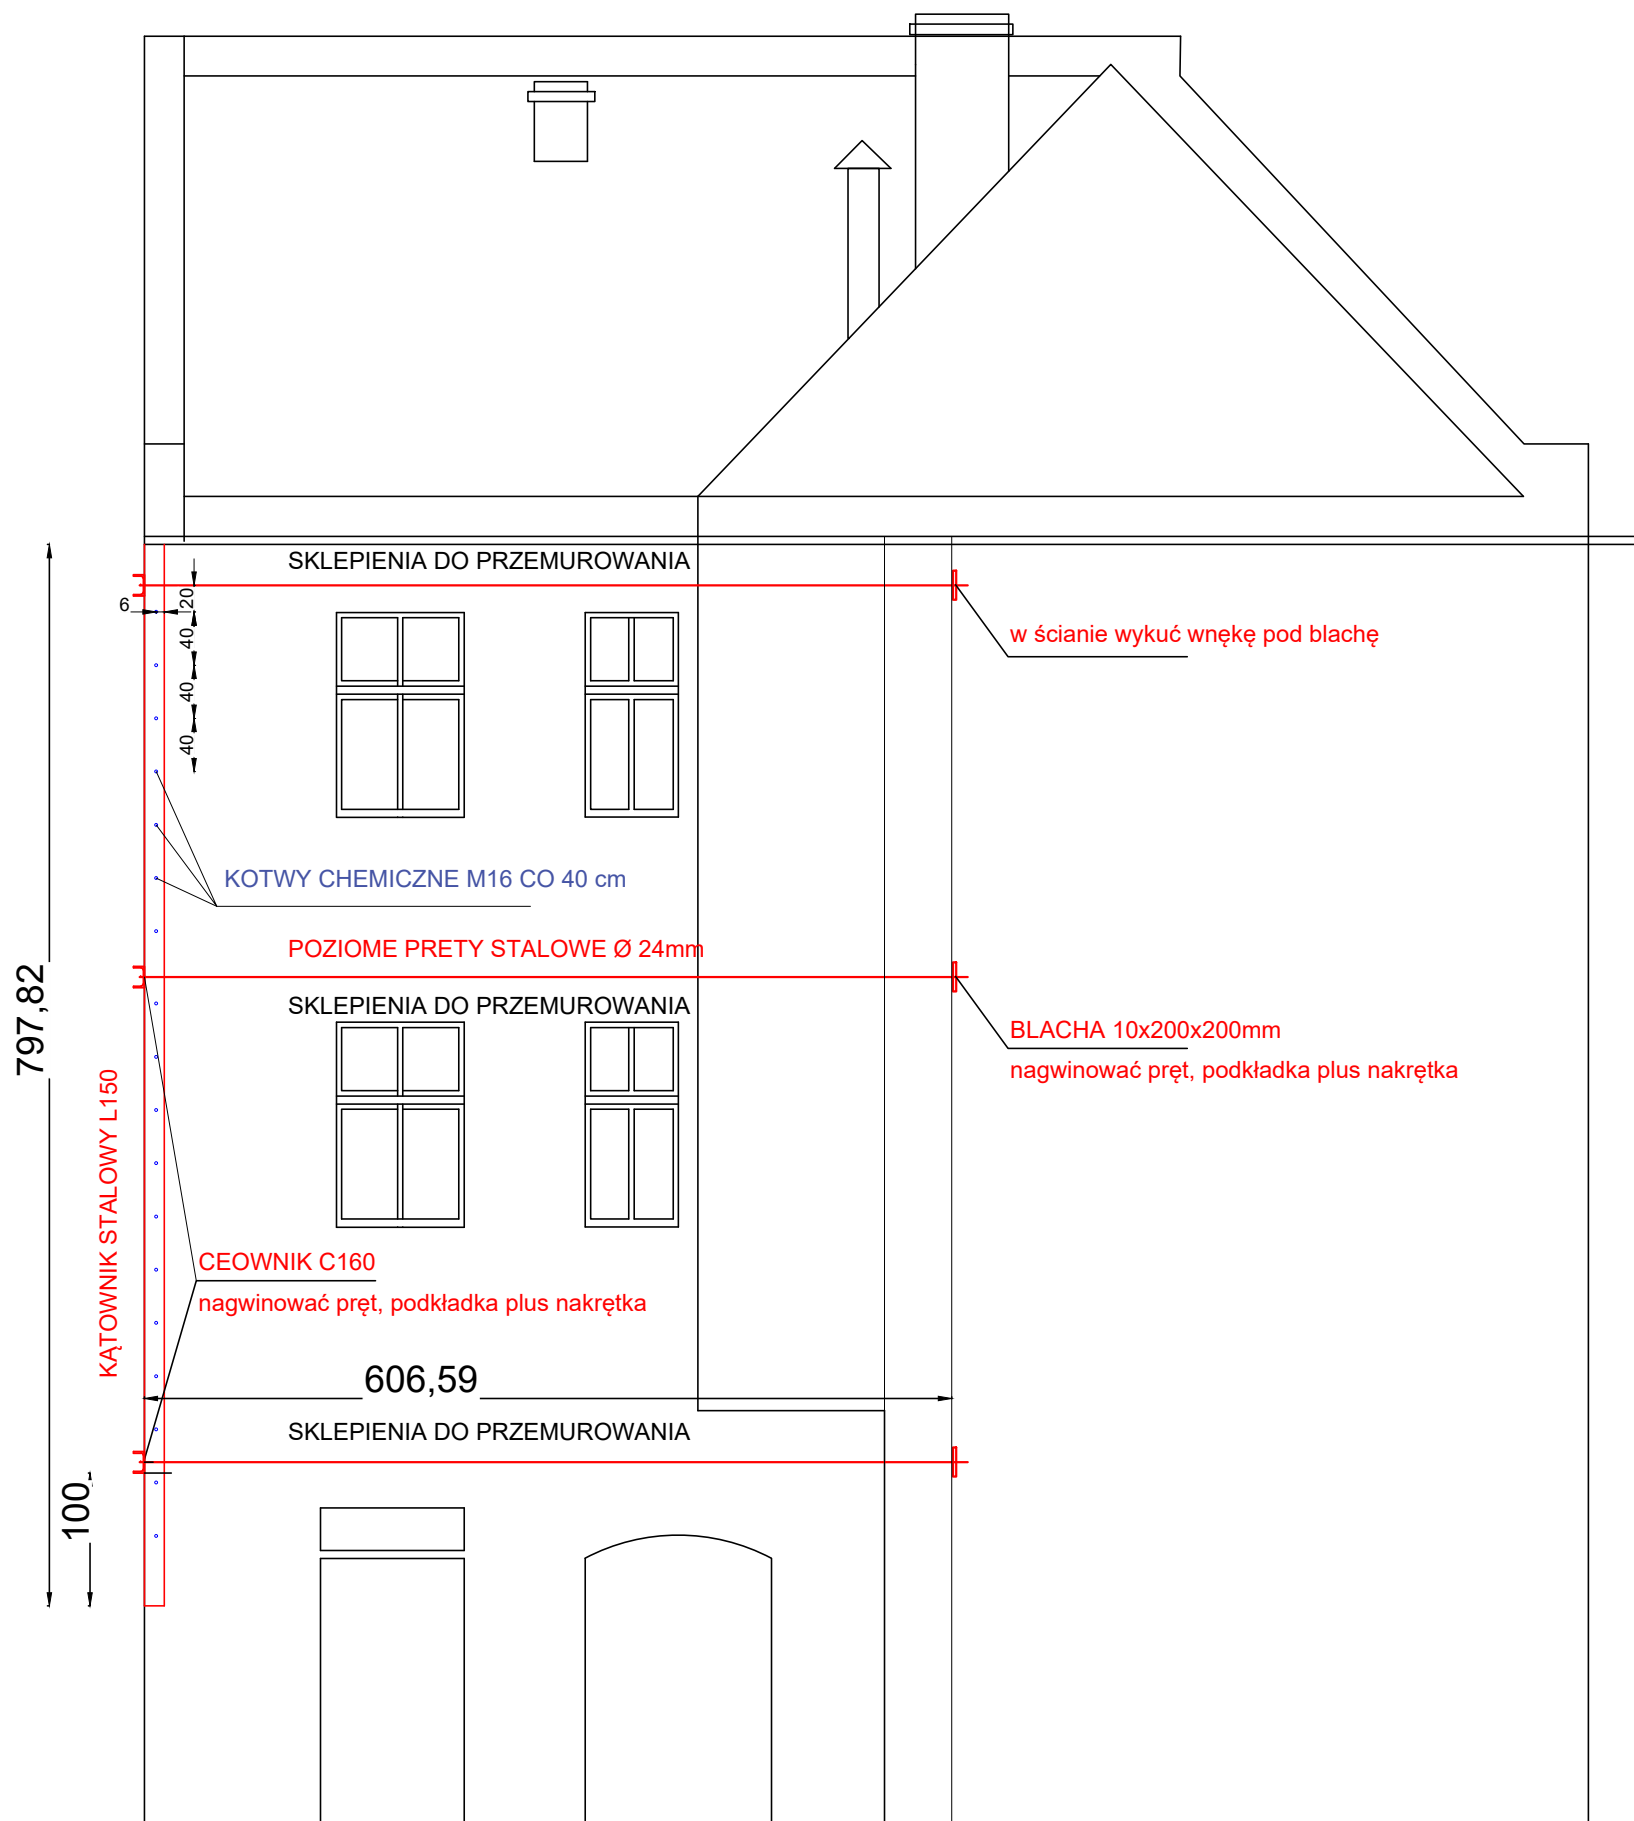 SKLEPIENIA DO PRZEMUROWANIA
6
20
40
40
40
w ścianie wykuć wnękę pod blachę
KOTWY CHEMICZNE M16 CO 40 cm
POZIOME PRETY STALOWE Ø 24mm
797,82
SKLEPIENIA DO PRZEMUROWANIA
BLACHA 10x200x200mm
nagwinować pręt, podkładka plus nakrętka
KĄTOWNIK STALOWY L150
CEOWNIK C160
nagwinować pręt, podkładka plus nakrętka
606,59
SKLEPIENIA DO PRZEMUROWANIA
100